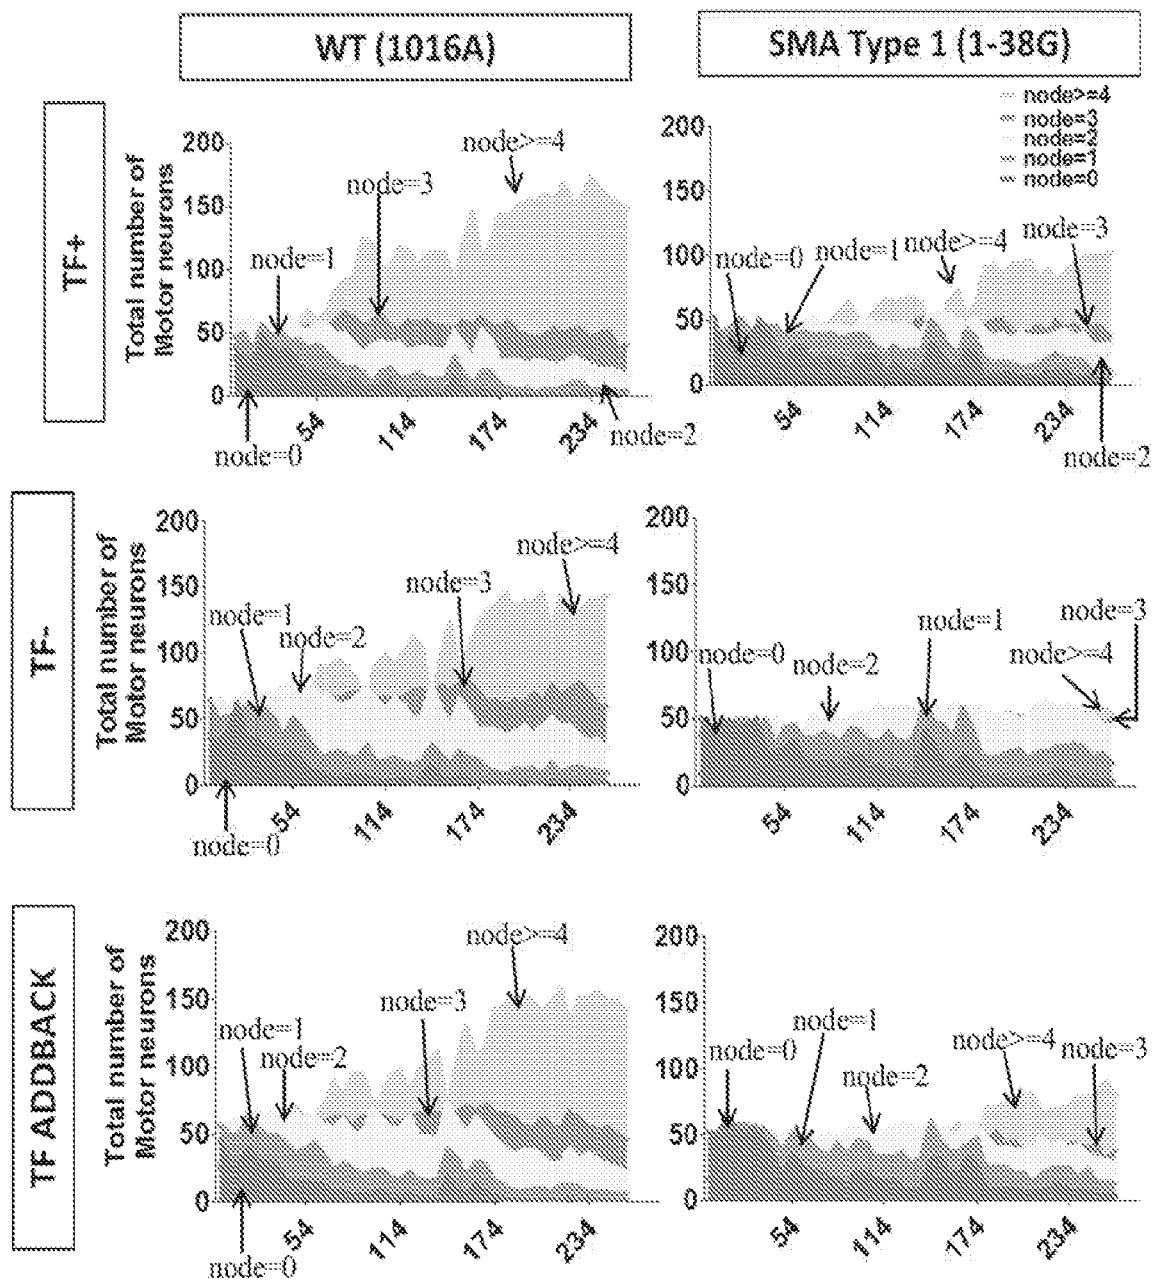 WT (1016A)
SMA Type 1 (1-38G)
TF+
Total number of
Motor neurons
200
150
100
50
0
54
114
174
234
node=0
node=1
node=3
node>=4
node=2
200
150
100
50
0
54
114
174
234
node>=4
node=3
node=2
node=1
node=0
node=0
node=1
node>=4
node=3
node=2
TF-
Total number of
Motor neurons
200
150
100
50
0
54
114
174
234
node=1
node=2
node=3
node>=4
node=0
200
150
100
50
0
54
114
174
234
node=0
node=2
node=1
node>=4
node=3
TF ADDBACK
Total number of
Motor neurons
200
150
100
50
0
54
114
174
234
node=1
node=2
node=3
node>=4
node=0
200
150
100
50
0
54
114
174
234
node=0
node=1
node=2
node>=4
node=3